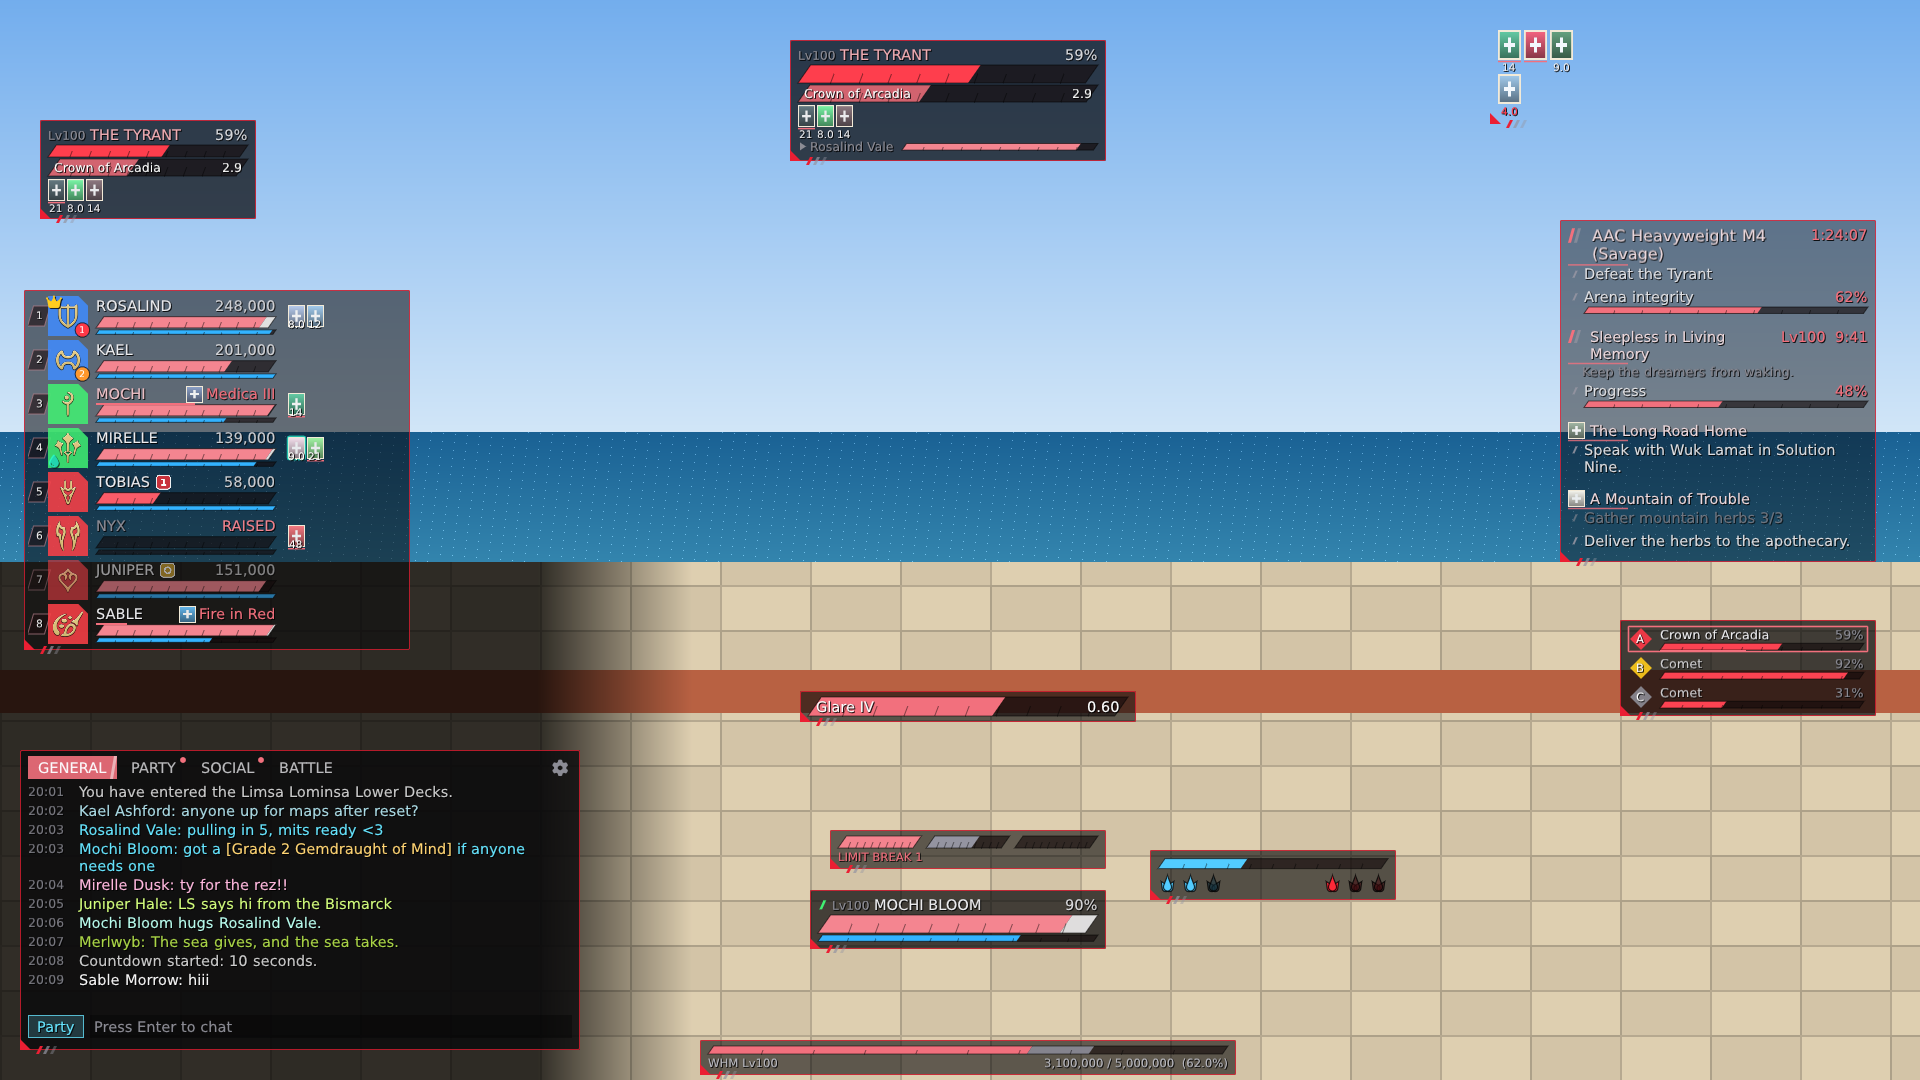 Lv100 THE TYRANT 59%
Crown of Arcadia 2.9
21 8.0 14
Rosalind Vale
14 9.0
4.0
Lv100 THE TYRANT 59%
Crown of Arcadia 2.9
21 8.0 14
AAC Heavyweight M4 1:24:07
(Savage)
Defeat the Tyrant
Arena integrity 62%
Sleepless in Living Lv100 9:41
Memory
Keep the dreamers from waking.
Progress 48%
The Long Road Home
Speak with Wuk Lamat in Solution
Nine.
A Mountain of Trouble
Gather mountain herbs 3/3
Deliver the herbs to the apothecary.
1 ROSALIND 248,000
1 8.0 12
2 KAEL 201,000
2
3 MOCHI Medica III
14
4 MIRELLE 139,000
9.0 21
5 TOBIAS 1 58,000
6 NYX RAISED
43
7 JUNIPER 151,000
8 SABLE Fire in Red
A Crown of Arcadia 59%
B Comet 92%
C Comet 31%
Glare IV 0.60
GENERAL PARTY SOCIAL BATTLE
20:01 You have entered the Limsa Lominsa Lower Decks.
20:02 Kael Ashford: anyone up for maps after reset?
20:03 Rosalind Vale: pulling in 5, mits ready <3
20:03 Mochi Bloom: got a [Grade 2 Gemdraught of Mind] if anyone
needs one
20:04 Mirelle Dusk: ty for the rez!!
20:05 Juniper Hale: LS says hi from the Bismarck
20:06 Mochi Bloom hugs Rosalind Vale.
20:07 Merlwyb: The sea gives, and the sea takes.
20:08 Countdown started: 10 seconds.
20:09 Sable Morrow: hiii
Party Press Enter to chat
LIMIT BREAK 1
Lv100 MOCHI BLOOM 90%
WHM Lv100 3,100,000 / 5,000,000 (62.0%)